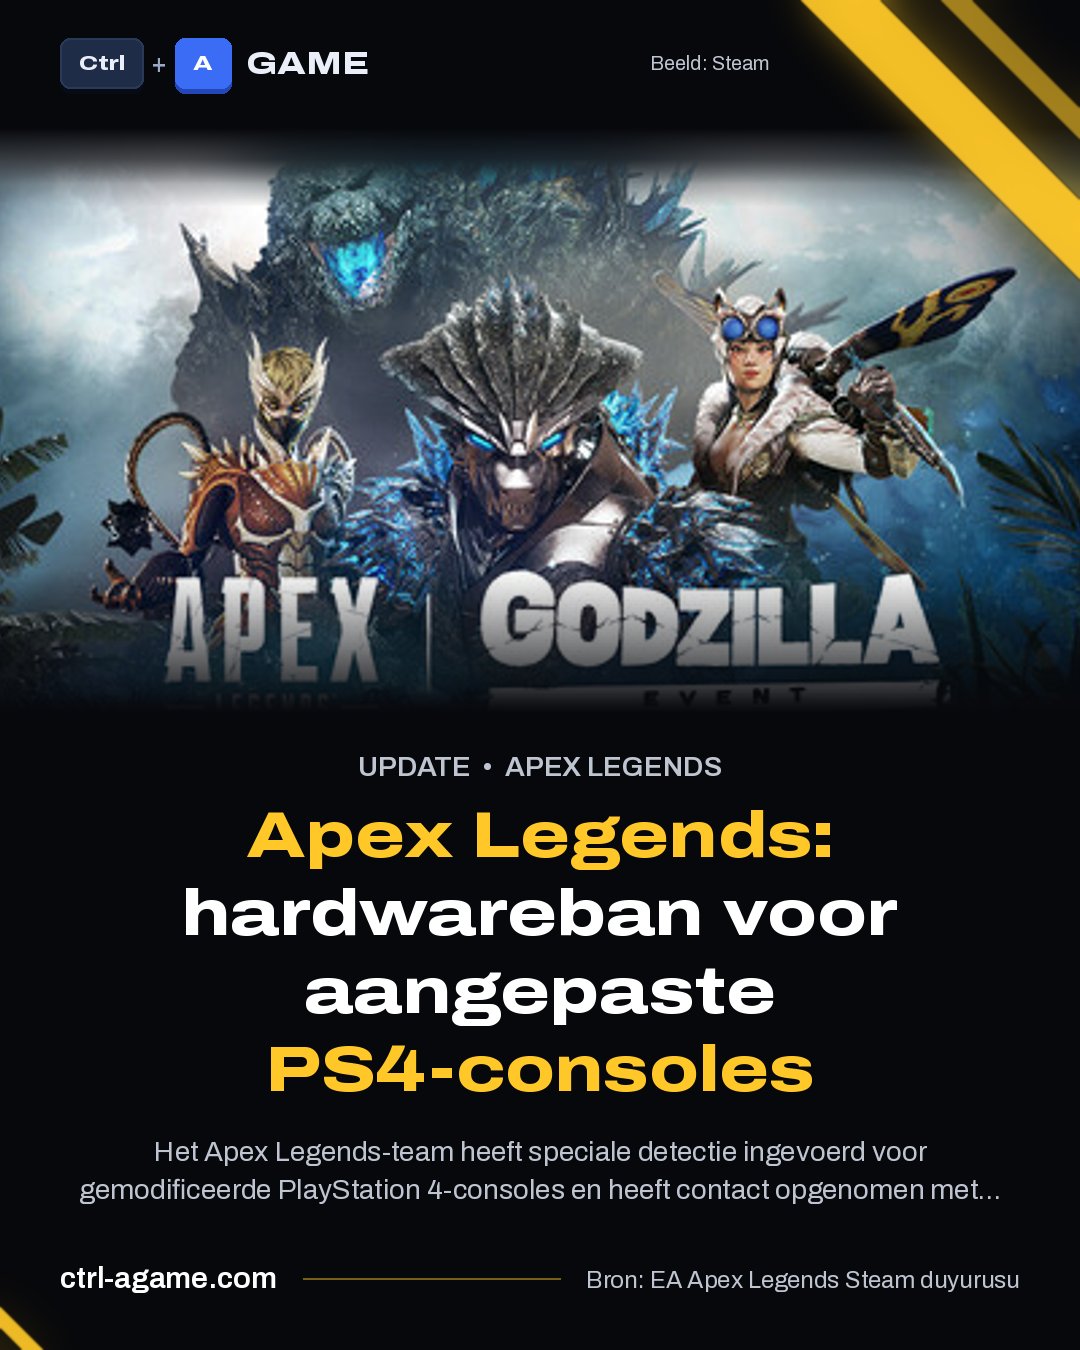 Ctrl + A GAME
Beeld: Steam
APEX GODZILLA
LEGENDS EVENT
UPDATE • APEX LEGENDS
Apex Legends:
hardwareban voor
aangepaste
PS4-consoles
Het Apex Legends-team heeft speciale detectie ingevoerd voor
gemodificeerde PlayStation 4-consoles en heeft contact opgenomen met...
ctrl-agame.com
Bron: EA Apex Legends Steam duyurusu